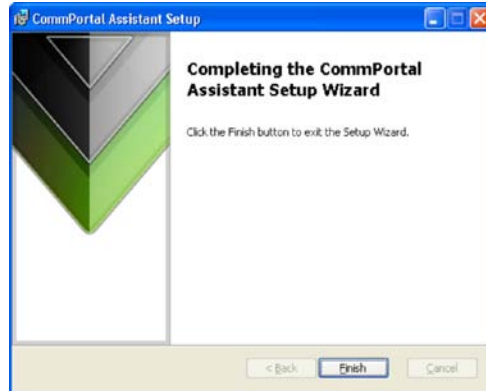 CommPortal Assistant Setup
Completing the CommPortal
Assistant Setup Wizard
Click the Finish button to exit the Setup Wizard.
< Back Finish Cancel